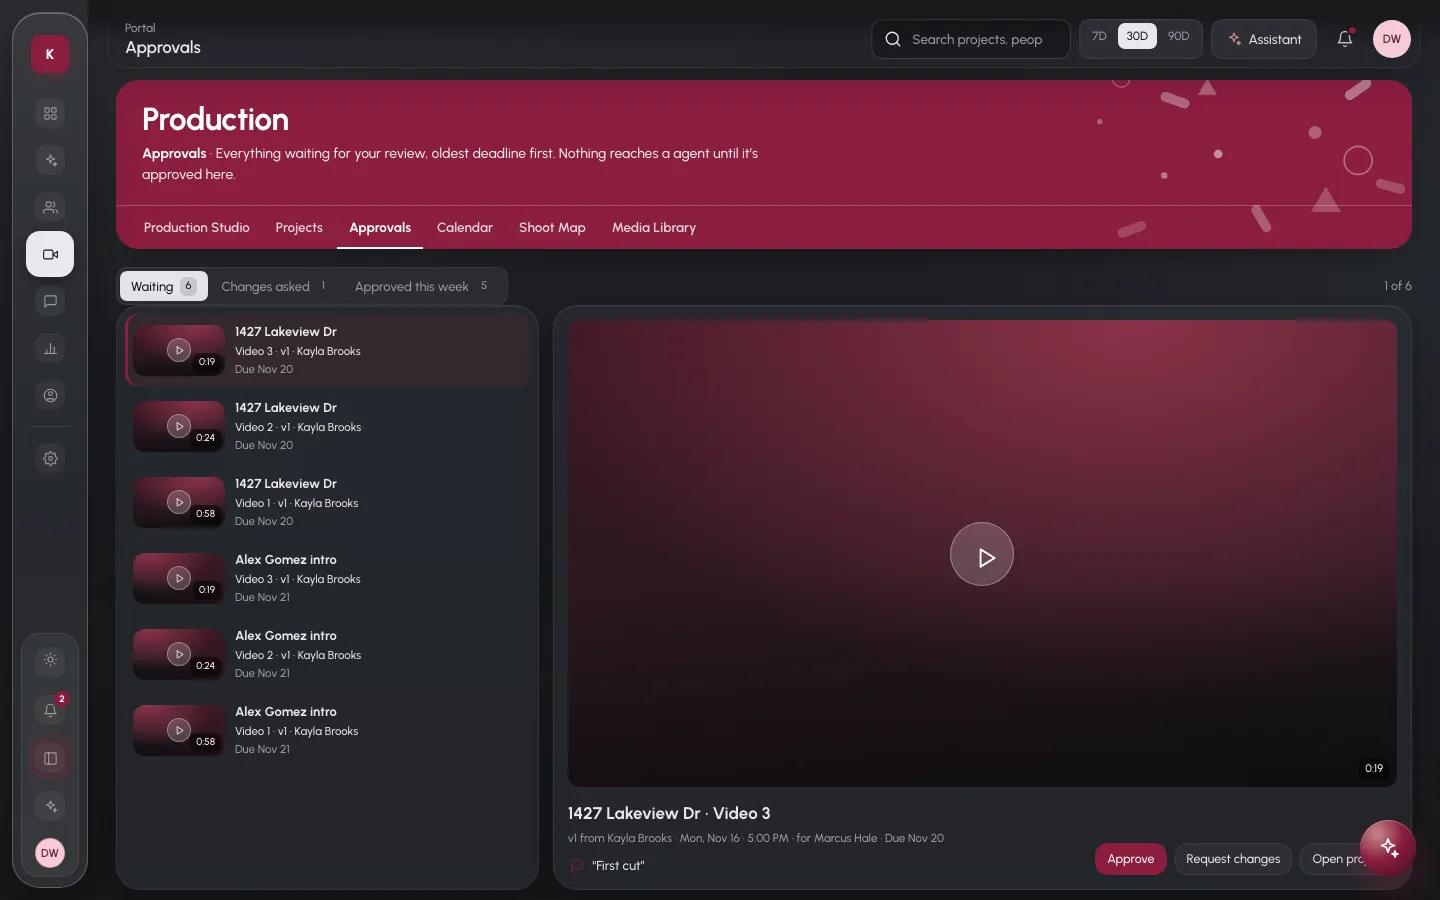 K
Portal
Approvals
Search projects, peop
7D
30D
90D
Assistant
DW
Production
Approvals · Everything waiting for your review, oldest deadline first. Nothing reaches a agent until it's
approved here.
Production Studio
Projects
Approvals
Calendar
Shoot Map
Media Library
Waiting 6
Changes asked 1
Approved this week 5
1 of 6
0:19
1427 Lakeview Dr
Video 3 · v1 · Kayla Brooks
Due Nov 20
0:24
1427 Lakeview Dr
Video 2 · v1 · Kayla Brooks
Due Nov 20
0:58
1427 Lakeview Dr
Video 1 · v1 · Kayla Brooks
Due Nov 20
0:19
Alex Gomez intro
Video 3 · v1 · Kayla Brooks
Due Nov 21
0:24
Alex Gomez intro
Video 2 · v1 · Kayla Brooks
Due Nov 21
0:58
Alex Gomez intro
Video 1 · v1 · Kayla Brooks
Due Nov 21
0:19
1427 Lakeview Dr · Video 3
v1 from Kayla Brooks · Mon, Nov 16 · 5:00 PM · for Marcus Hale · Due Nov 20
"First cut"
Approve
Request changes
Open pro
2
DW